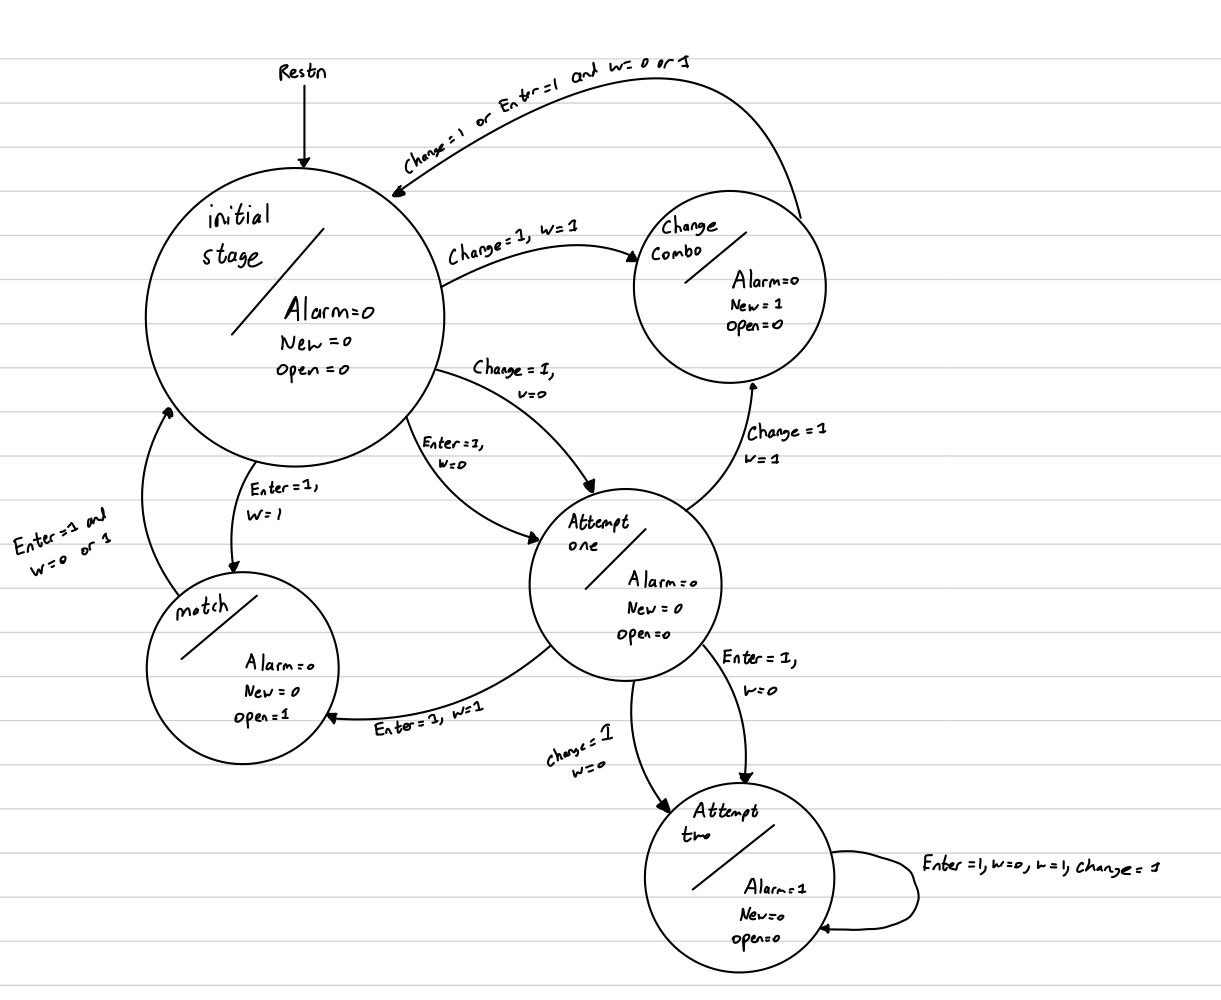 Restn
Change=1 or Enter=1 and w=0 or 1
initial
stage
Alarm=0
New=0
Open=0
Change=1, w=1
Change
Combo
Alarm=0
New=1
Open=0
Change=1,
w=0
Enter=1,
w=0
Change=1
w=1
Enter=1,
w=1
Enter=1 and
w=0 or 1
Attempt
one
Alarm=0
New=0
Open=0
match
Alarm=0
New=0
Open=1
Enter=1, w=1
Enter=1,
w=0
Change=1
w=0
Attempt
two
Alarm=1
New=0
Open=0
Enter=1, w=0, w=1, Change=1